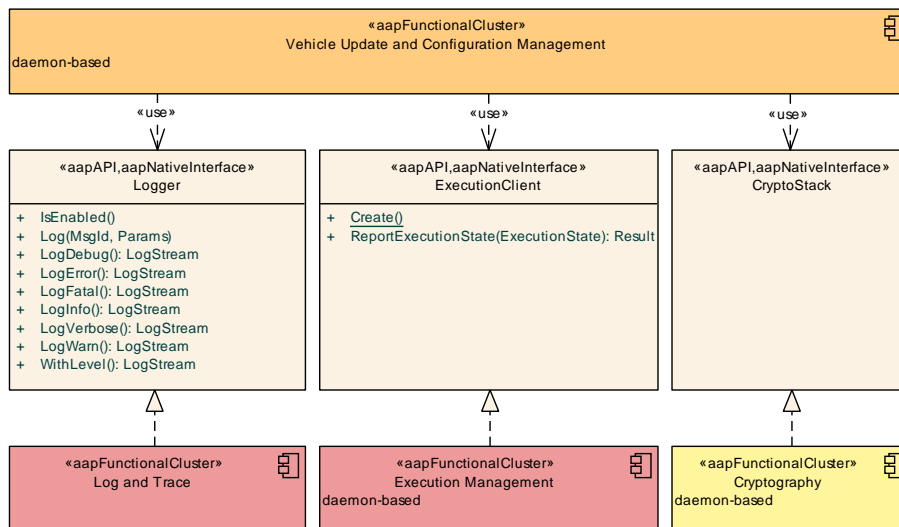 «aapFunctionalCluster»
Vehicle Update and Configuration Management
daemon-based
«use»
«use»
«use»
«aapAPI,aapNativeInterface»
Logger
+ IsEnabled()
+ Log(MsgId, Params)
+ LogDebug(): LogStream
+ LogError(): LogStream
+ LogFatal(): LogStream
+ LogInfo(): LogStream
+ LogVerbose(): LogStream
+ LogWarn(): LogStream
+ WithLevel(): LogStream
«aapAPI,aapNativeInterface»
ExecutionClient
+ Create()
+ ReportExecutionState(ExecutionState): Result
«aapAPI,aapNativeInterface»
CryptoStack
«aapFunctionalCluster»
Log and Trace
«aapFunctionalCluster»
Execution Management
daemon-based
«aapFunctionalCluster»
Cryptography
daemon-based